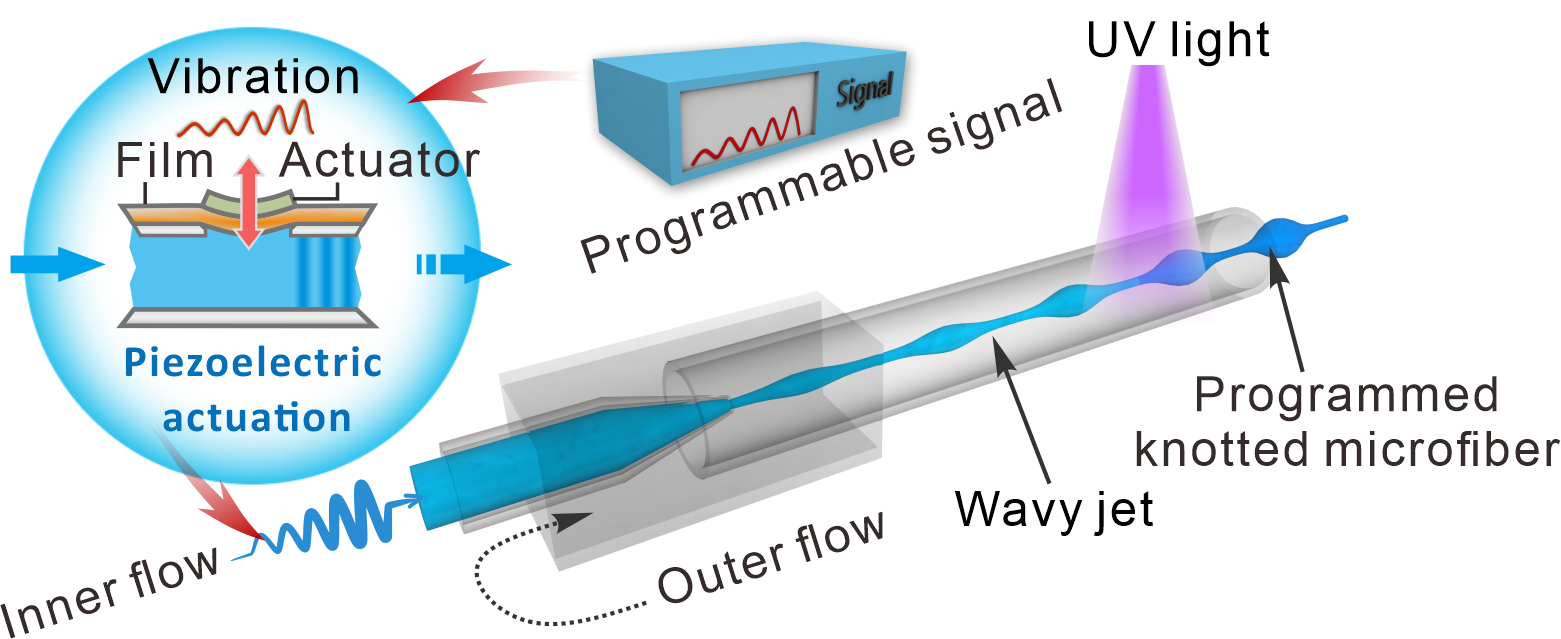 Vibration
Film
Actuator
Piezoelectric
actuation
Signal
Programmable signal
UV light
Programmed
knotted microfiber
Wavy jet
Outer flow
Inner flow